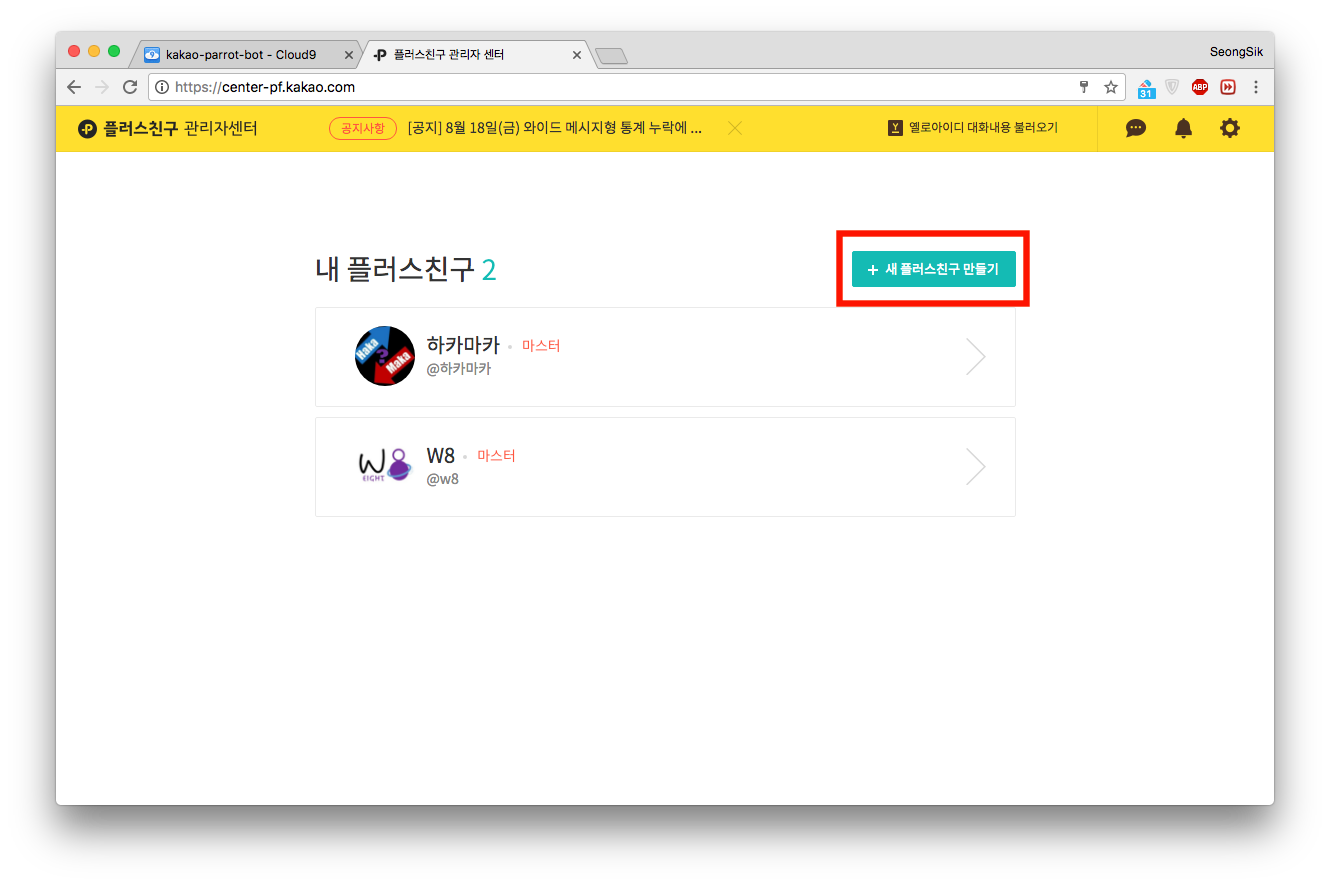 kakao-parrot-bot - Cloud9
플러스친구 관리자 센터
SeongSik
https://center-pf.kakao.com
31
ABP
플러스친구 관리자센터
공지사항
[공지] 8월 18일(금) 와이드 메시지형 통계 누락에 ...
옐로아이디 대화내용 불러오기
내 플러스친구 2
+ 새 플러스친구 만들기
Haka
?
Maka
하카마카
마스터
@하카마카
W8
EIGHT
W8
마스터
@w8